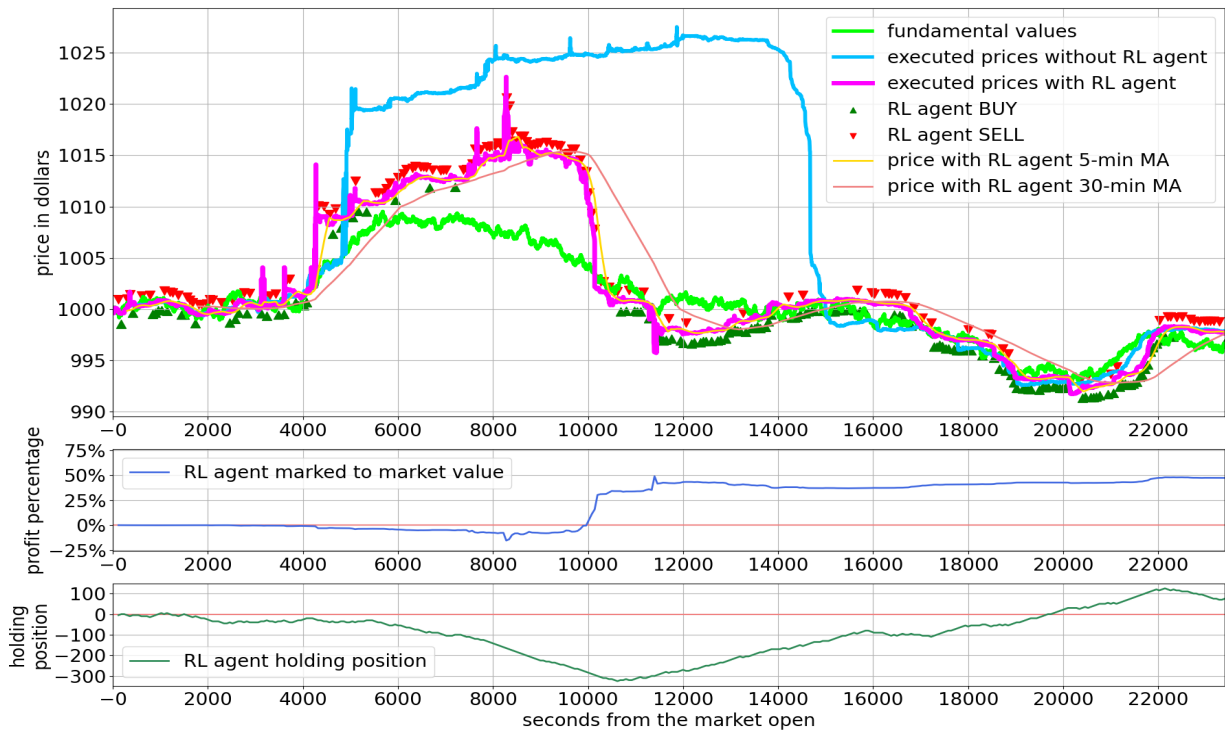 fundamental values
executed prices without RL agent
executed prices with RL agent
RL agent BUY
RL agent SELL
price with RL agent 5-min MA
price with RL agent 30-min MA
price in dollars
1025
1020
1015
1010
1005
1000
995
990
−0 2000 4000 6000 8000 10000 12000 14000 16000 18000 20000 22000
profit percentage
RL agent marked to market value
75%
50%
25%
0%
−25%
−0 2000 4000 6000 8000 10000 12000 14000 16000 18000 20000 22000
holding
position
RL agent holding position
100
0
−100
−200
−300
−0 2000 4000 6000 8000 10000 12000 14000 16000 18000 20000 22000
seconds from the market open